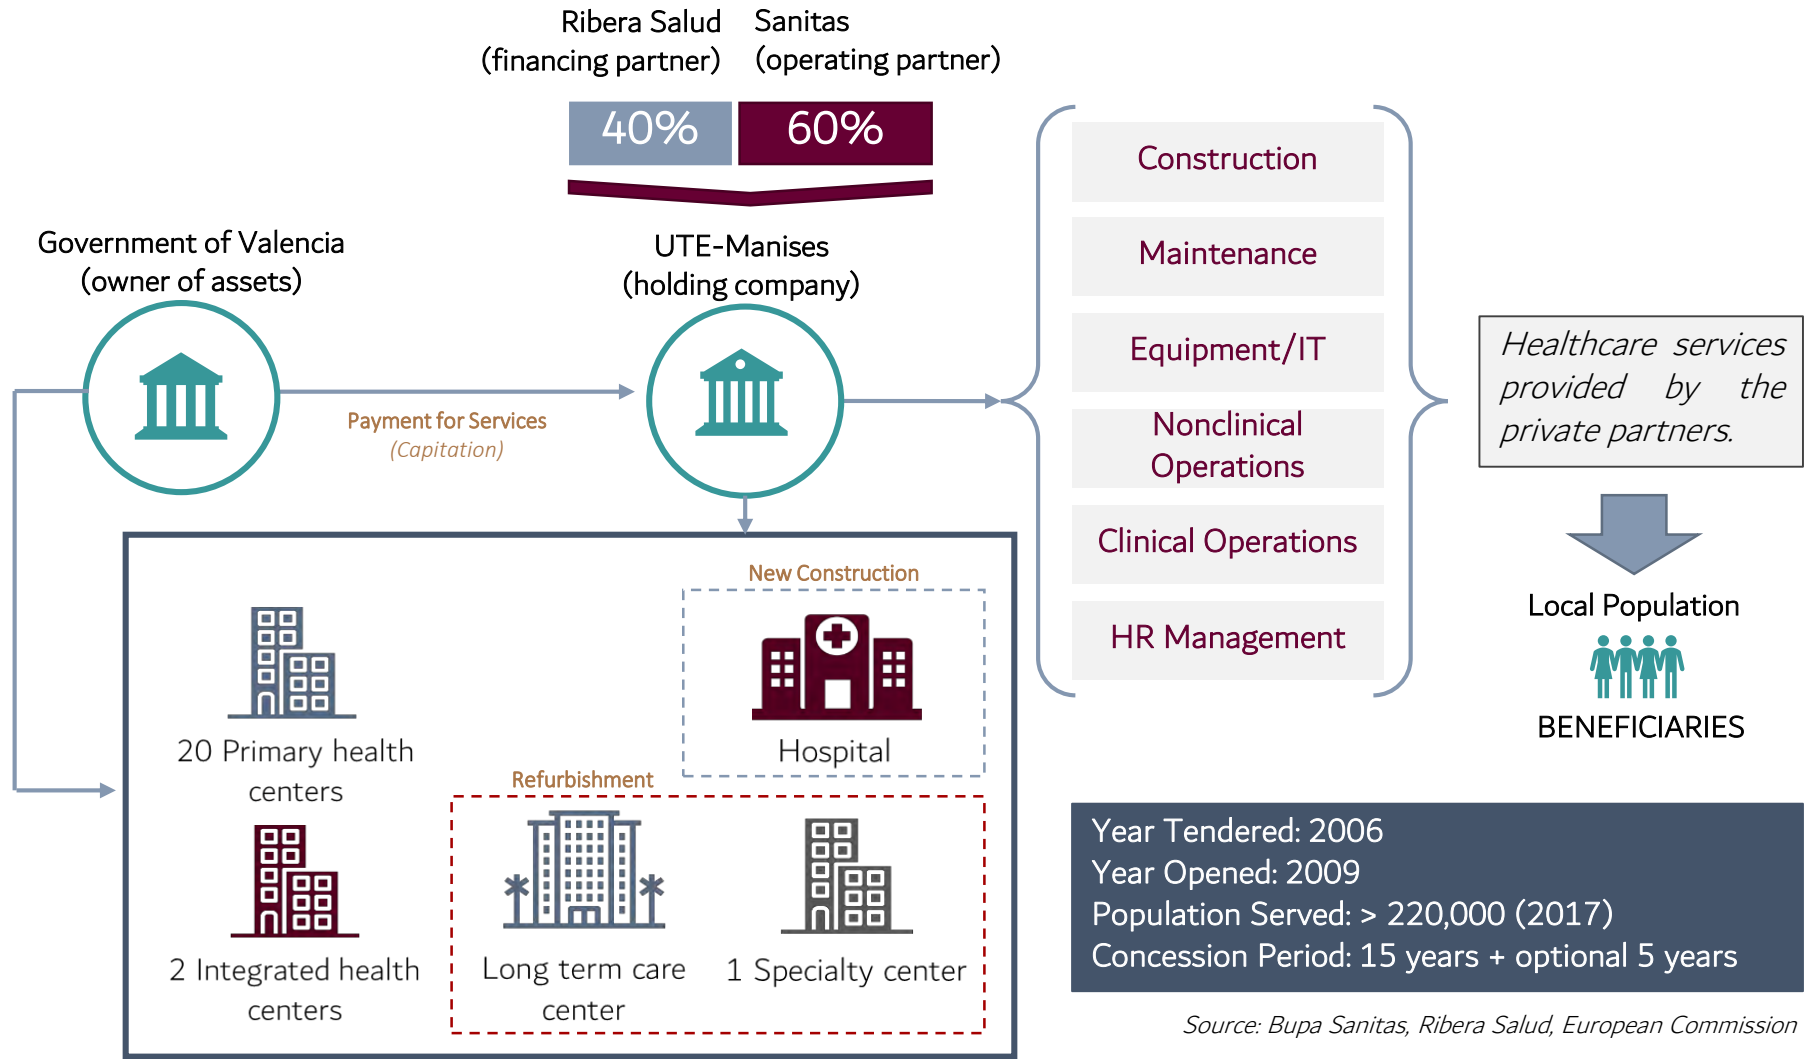 Ribera Salud
(financing partner)
Sanitas
(operating partner)
40%
60%
Government of Valencia
(owner of assets)
UTE-Manises
(holding company)
Payment for Services
(Capitation)
Construction
Maintenance
Equipment/IT
Nonclinical
Operations
Clinical Operations
HR Management
Healthcare services
provided by the
private partners.
Local Population
BENEFICIARIES
New Construction
Hospital
20 Primary health
centers
Refurbishment
2 Integrated health
centers
Long term care
center
1 Specialty center
Year Tendered: 2006
Year Opened: 2009
Population Served: > 220,000 (2017)
Concession Period: 15 years + optional 5 years
Source: Bupa Sanitas, Ribera Salud, European Commission